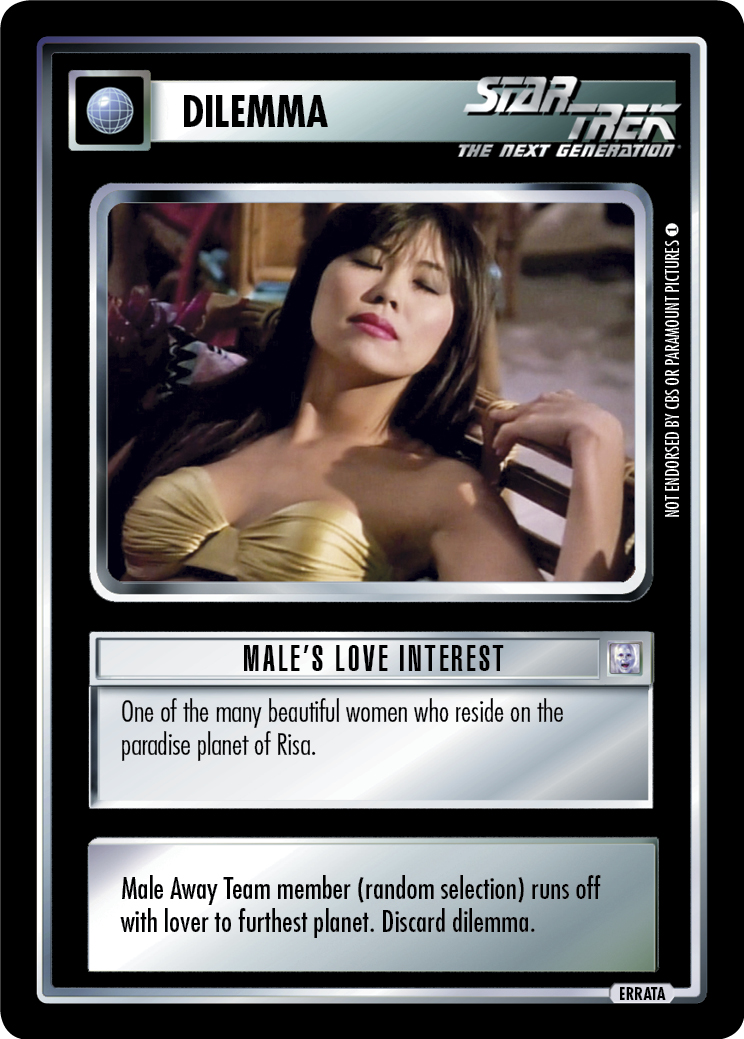 DILEMMA
STAR TREK
THE NEXT GENERATION
NOT ENDORSED BY CBS OR PARAMOUNT PICTURES 1
MALE'S LOVE INTEREST
One of the many beautiful women who reside on the
paradise planet of Risa.
Male Away Team member (random selection) runs off
with lover to furthest planet. Discard dilemma.
ERRATA